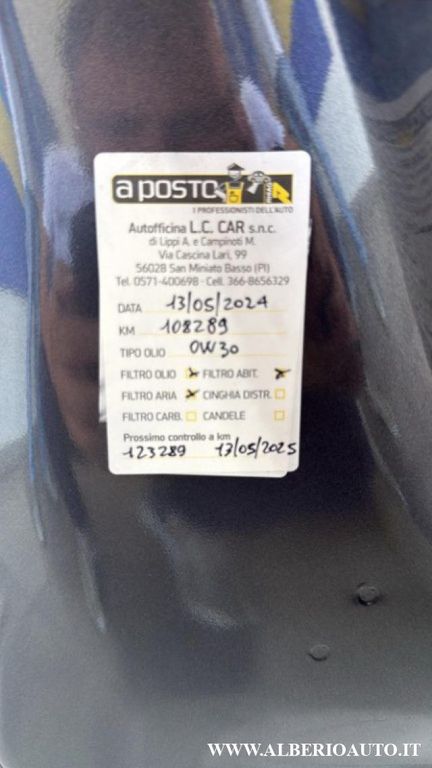 a posto
I PROFESSIONISTI DELL'AUTO
Autofficina L.C. CAR s.n.c.
di Lippi A. e Campinoti M.
Via Cascina Lari, 99
56028 San Miniato Basso (PI)
Tel. 0571-400698 - Cell. 366-8656329
DATA 13/05/2024
KM 108289
TIPO OLIO 0W30
FILTRO OLIO FILTRO ABIT.
FILTRO ARIA CINGHIA DISTR.
FILTRO CARB. CANDELE
Prossimo controllo a km
123289 13/05/2025
WWW.ALBERIOAUTO.IT